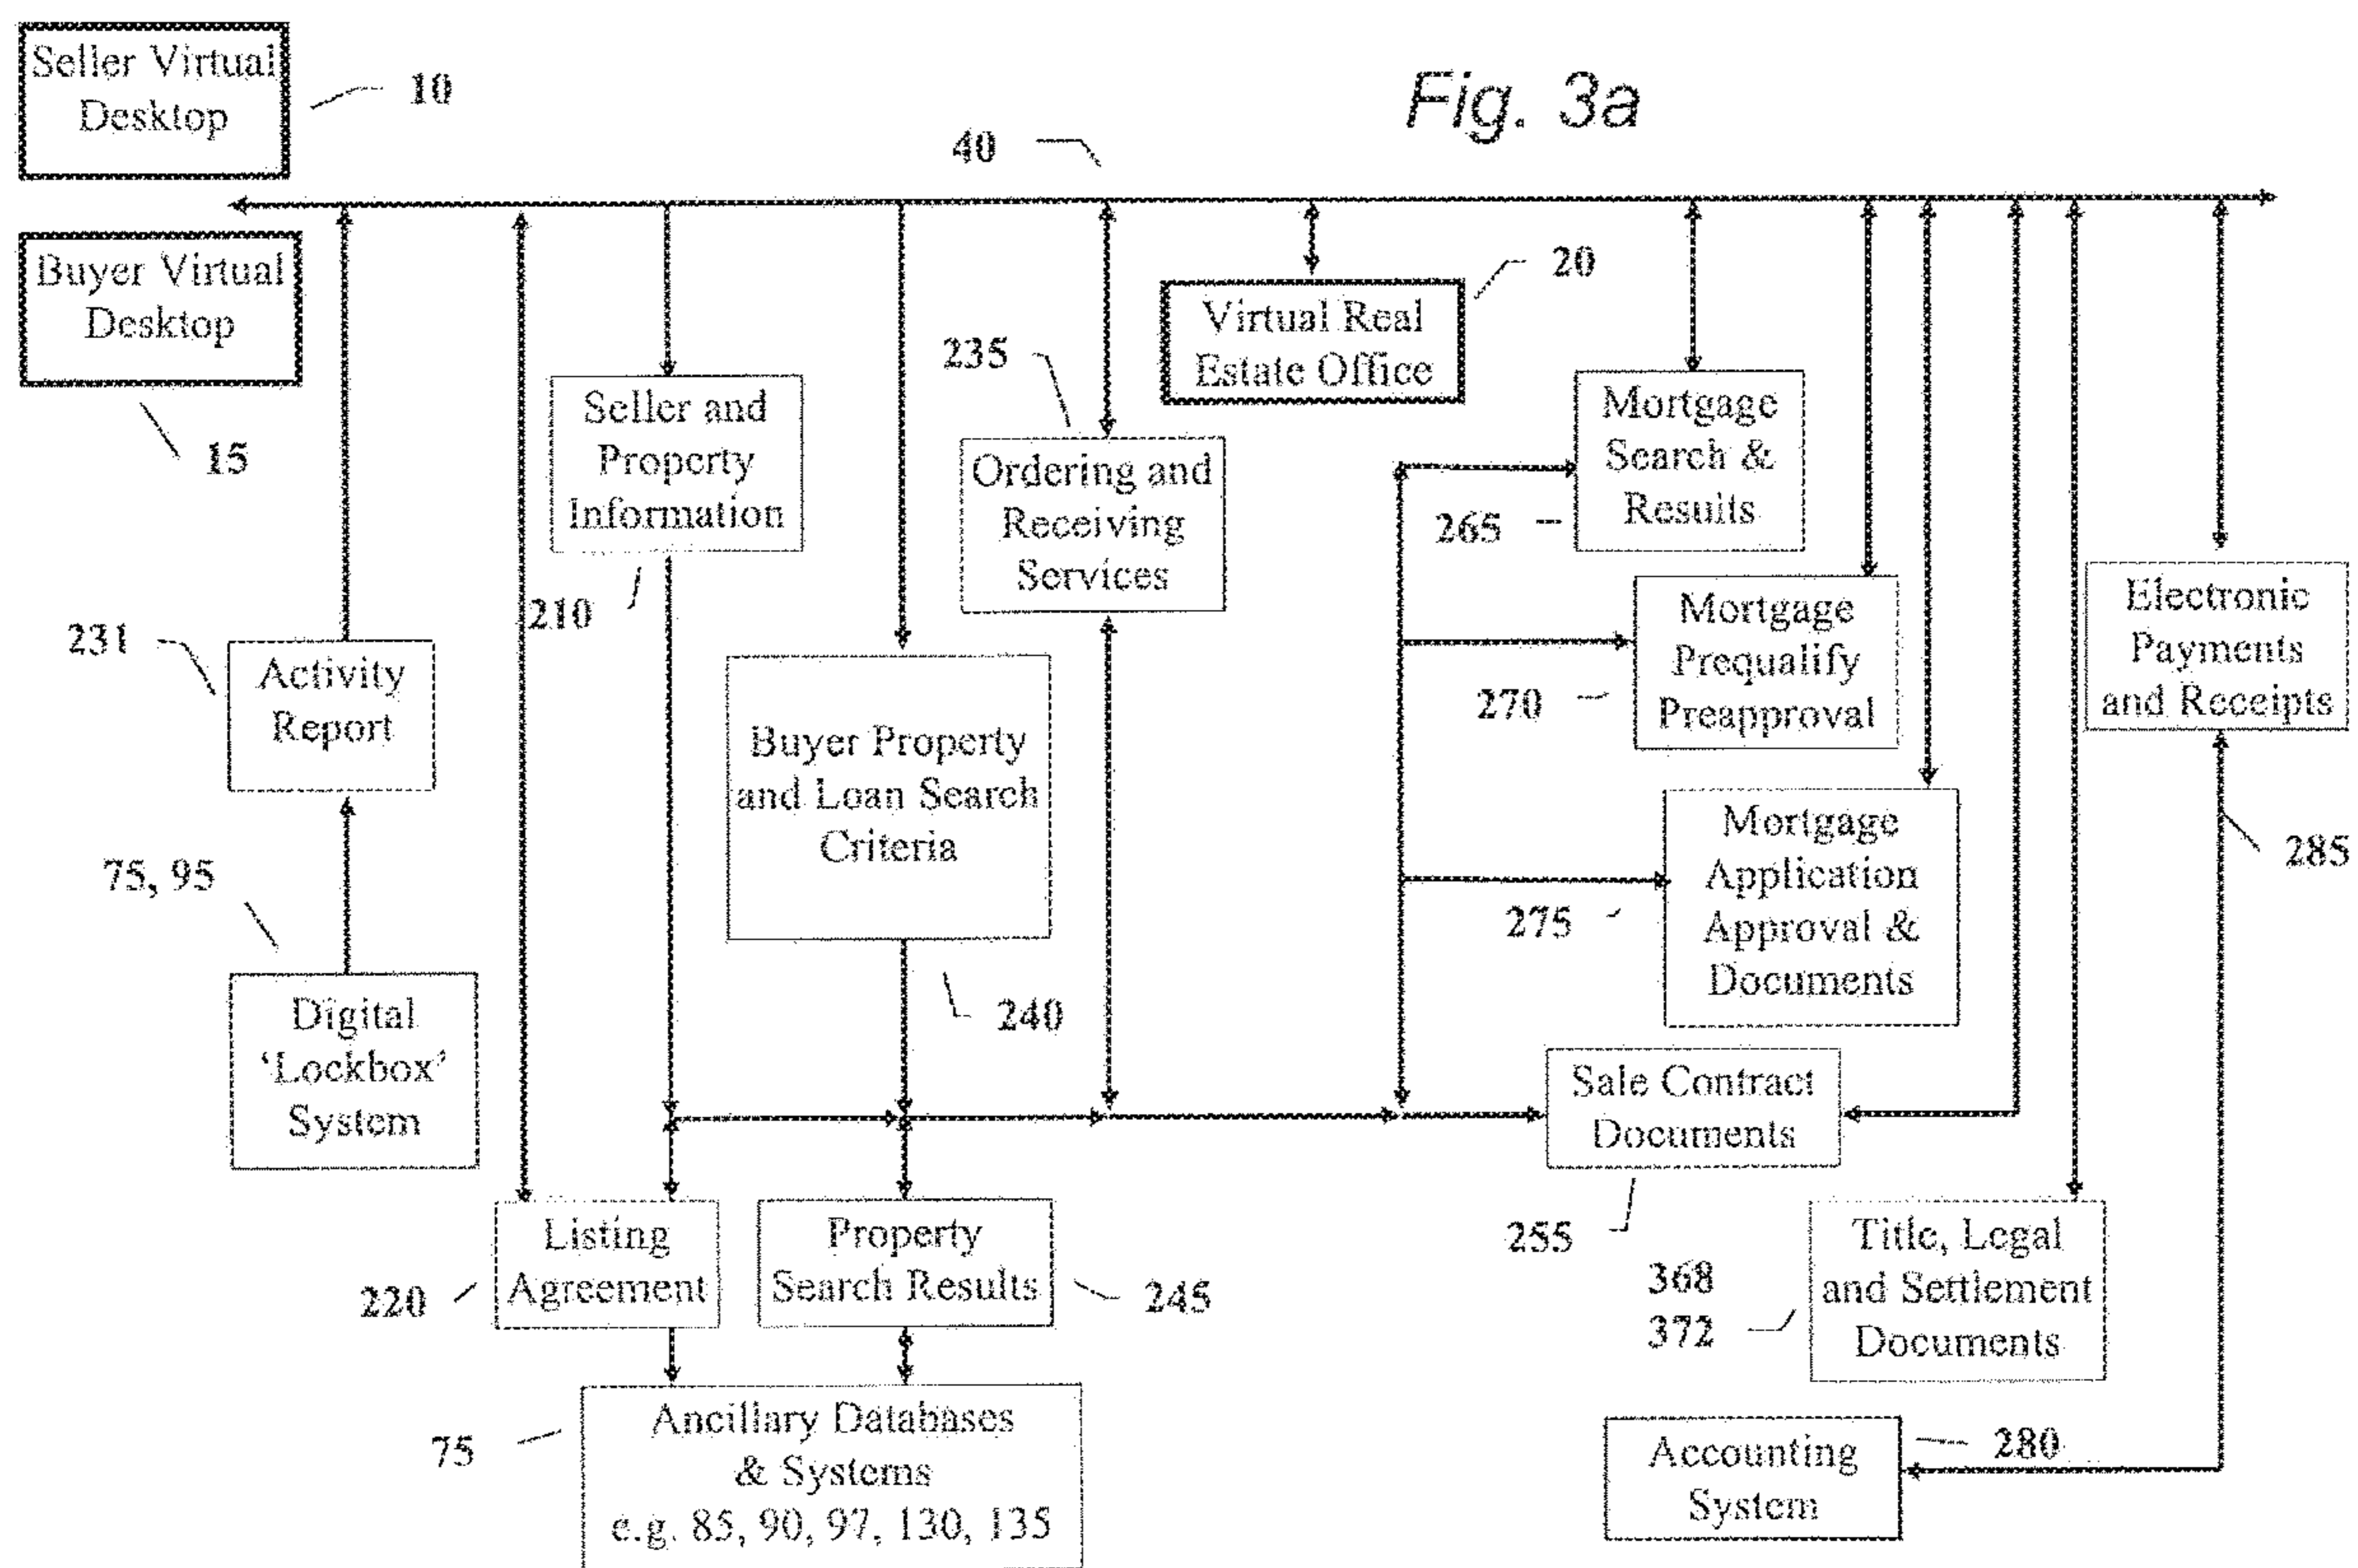 Seller Virtual
Desktop
10
Fig. 3a
40
Buyer Virtual
Desktop
15
20
Virtual Real
Estate Office
235
Seller and
Property
Information
210
Ordering and
Receiving
Services
Mortgage
Search &
Results
265
231
Activity
Report
Mortgage
Prequalify
Preapproval
270
Electronic
Payments
and Receipts
285
Buyer Property
and Loan Search
Criteria
240
Mortgage
Application
Approval &
Documents
275
75, 95
Digital
‘Lockbox’
System
Sale Contract
Documents
255
Listing
Agreement
220
Property
Search Results
245
Title, Legal
and Settlement
Documents
368
372
75
Ancillary Databases
& Systems
e.g. 85, 90, 97, 130, 135
Accounting
System
280